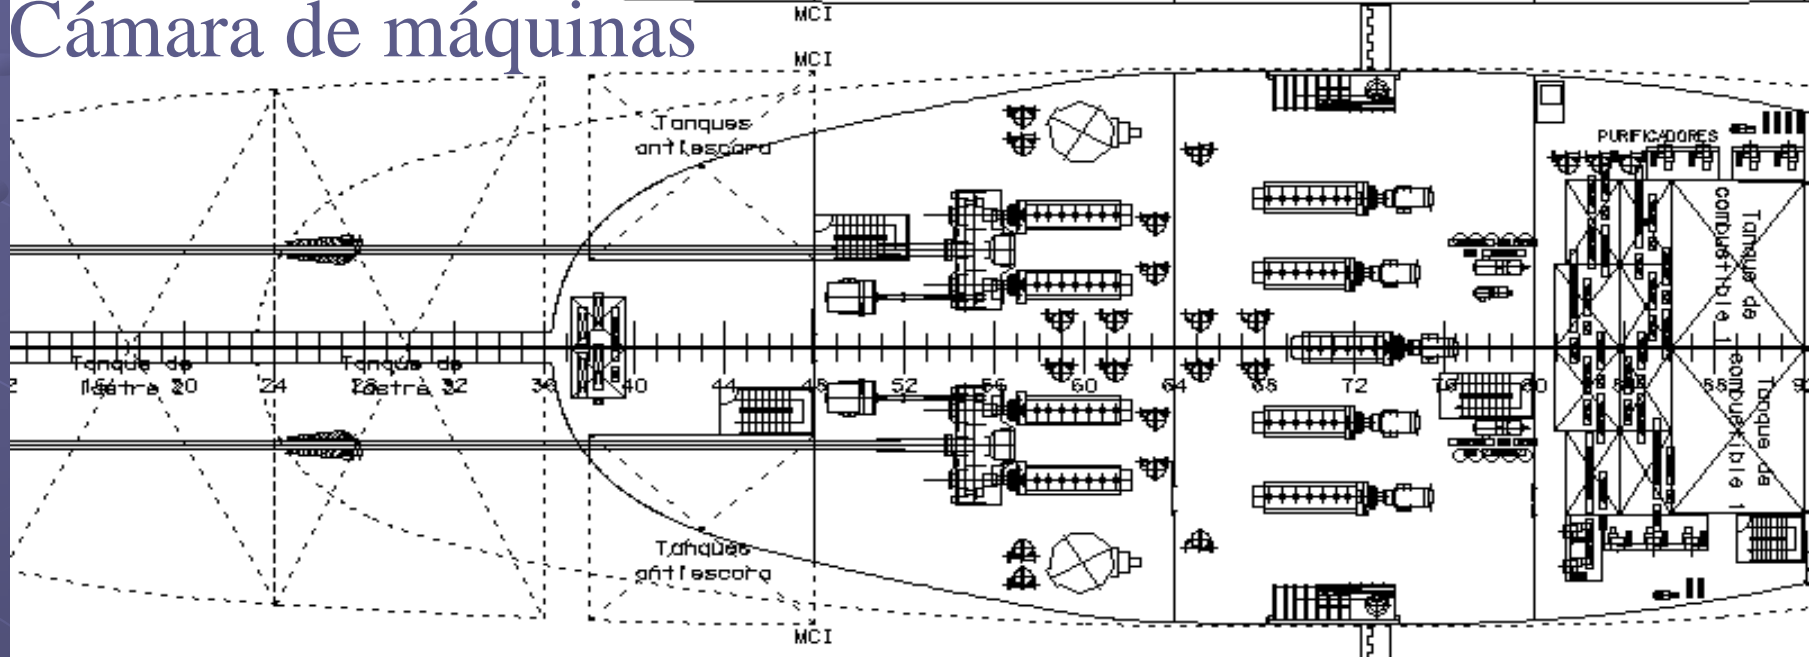 Cámara de máquinas
MCI
MCI
Tanques
antiescora
PURIFICADORES
Tanque de
Combustible 1
Tanque de
Tanque de
20
24
32
36
40
44
48
52
56
60
64
68
72
76
80
88
Tanque de
combustible 1
Tanques
antiescora
MCI